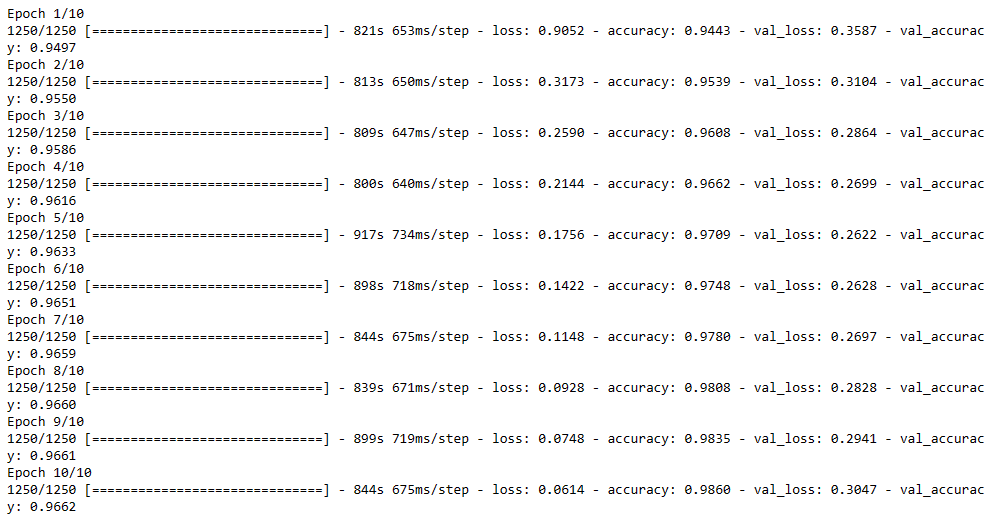 Epoch 1/10
1250/1250 [==============================] - 821s 653ms/step - loss: 0.9052 - accuracy: 0.9443 - val_loss: 0.3587 - val_accurac
y: 0.9497
Epoch 2/10
1250/1250 [==============================] - 813s 650ms/step - loss: 0.3173 - accuracy: 0.9539 - val_loss: 0.3104 - val_accurac
y: 0.9550
Epoch 3/10
1250/1250 [==============================] - 809s 647ms/step - loss: 0.2590 - accuracy: 0.9608 - val_loss: 0.2864 - val_accurac
y: 0.9586
Epoch 4/10
1250/1250 [==============================] - 800s 640ms/step - loss: 0.2144 - accuracy: 0.9662 - val_loss: 0.2699 - val_accurac
y: 0.9616
Epoch 5/10
1250/1250 [==============================] - 917s 734ms/step - loss: 0.1756 - accuracy: 0.9709 - val_loss: 0.2622 - val_accurac
y: 0.9633
Epoch 6/10
1250/1250 [==============================] - 898s 718ms/step - loss: 0.1422 - accuracy: 0.9748 - val_loss: 0.2628 - val_accurac
y: 0.9651
Epoch 7/10
1250/1250 [==============================] - 844s 675ms/step - loss: 0.1148 - accuracy: 0.9780 - val_loss: 0.2697 - val_accurac
y: 0.9659
Epoch 8/10
1250/1250 [==============================] - 839s 671ms/step - loss: 0.0928 - accuracy: 0.9808 - val_loss: 0.2828 - val_accurac
y: 0.9660
Epoch 9/10
1250/1250 [==============================] - 899s 719ms/step - loss: 0.0748 - accuracy: 0.9835 - val_loss: 0.2941 - val_accurac
y: 0.9661
Epoch 10/10
1250/1250 [==============================] - 844s 675ms/step - loss: 0.0614 - accuracy: 0.9860 - val_loss: 0.3047 - val_accurac
y: 0.9662